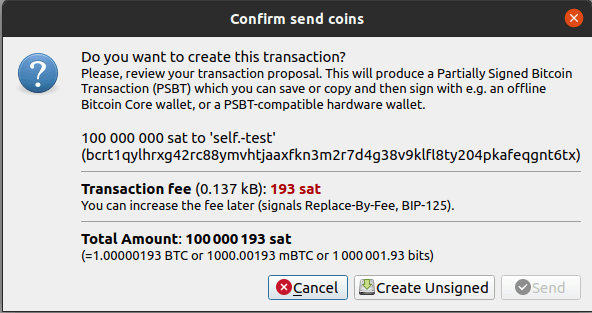 Confirm send coins
Do you want to create this transaction?
Please, review your transaction proposal. This will produce a Partially Signed Bitcoin
Transaction (PSBT) which you can save or copy and then sign with e.g. an offline
Bitcoin Core wallet, or a PSBT-compatible hardware wallet.
100 000 000 sat to 'self.-test'
(bcrt1qylhrxg42rc88ymvhtjaaxfkn3m2r7d4g38v9klfl8ty204pkafeqgnt6tx)
Transaction fee (0.137 kB): 193 sat
You can increase the fee later (signals Replace-By-Fee, BIP-125).
Total Amount: 100 000 193 sat
(=1.00000193 BTC or 1000.00193 mBTC or 1 000 001.93 bits)
Cancel Create Unsigned Send